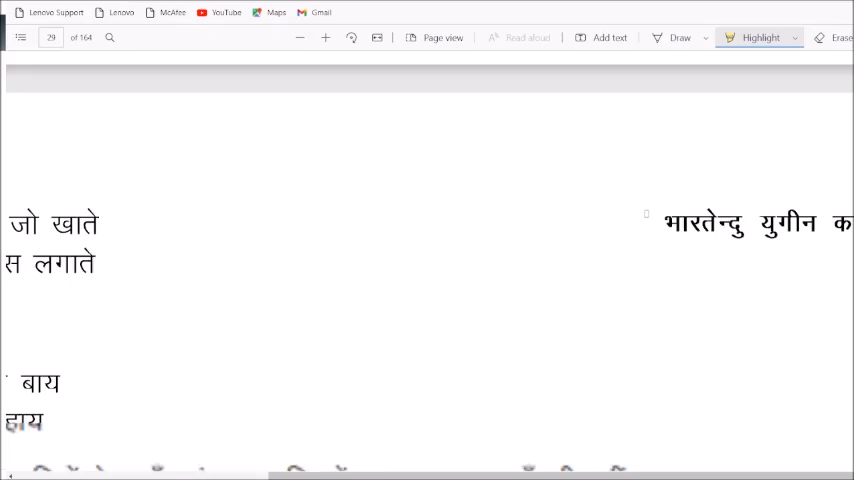 Lenovo Support Lenovo McAfee YouTube Maps Gmail
29 of 164 Page view Read aloud Add text Draw Highlight Erase
जो खाते भारतेन्दु युगीन क
स लगाते
बाय
हाय